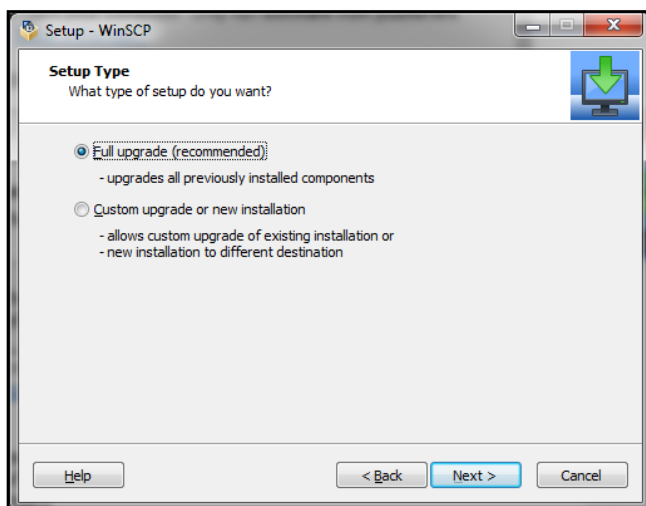 Setup - WinSCP
Setup Type
What type of setup do you want?
Full upgrade (recommended)
- upgrades all previously installed components
Custom upgrade or new installation
- allows custom upgrade of existing installation or
- new installation to different destination
Help
< Back
Next >
Cancel